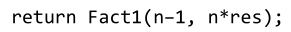 return Fact1(n–1, n*res);